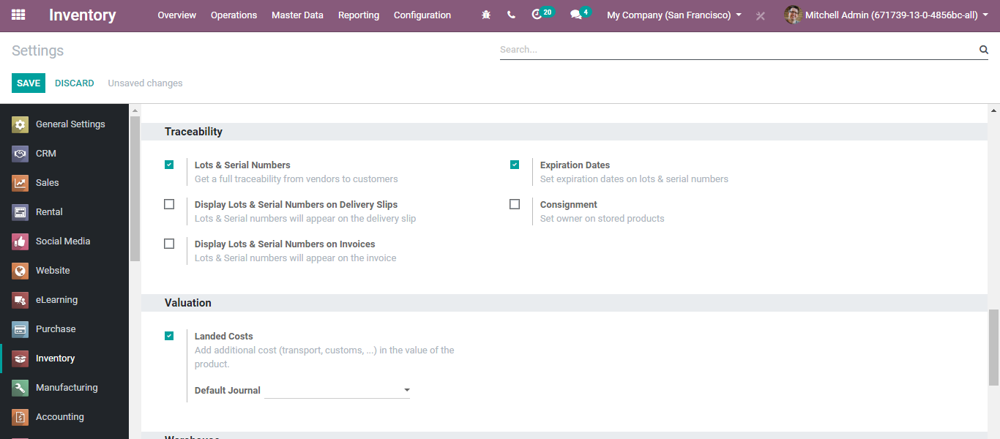 Inventory Overview Operations Master Data Reporting Configuration 20 4 My Company (San Francisco) Mitchell Admin (671739-13-0-4856bc-all)
Settings
Search...
SAVE DISCARD Unsaved changes
General Settings
CRM
Sales
Rental
Social Media
Website
eLearning
Purchase
Inventory
Manufacturing
Accounting
Traceability
Lots & Serial Numbers
Get a full traceability from vendors to customers
Expiration Dates
Set expiration dates on lots & serial numbers
Display Lots & Serial Numbers on Delivery Slips
Lots & Serial numbers will appear on the delivery slip
Consignment
Set owner on stored products
Display Lots & Serial Numbers on Invoices
Lots & Serial numbers will appear on the invoice
Valuation
Landed Costs
Add additional cost (transport, customs, ...) in the value of the
product.
Default Journal
Warehouse